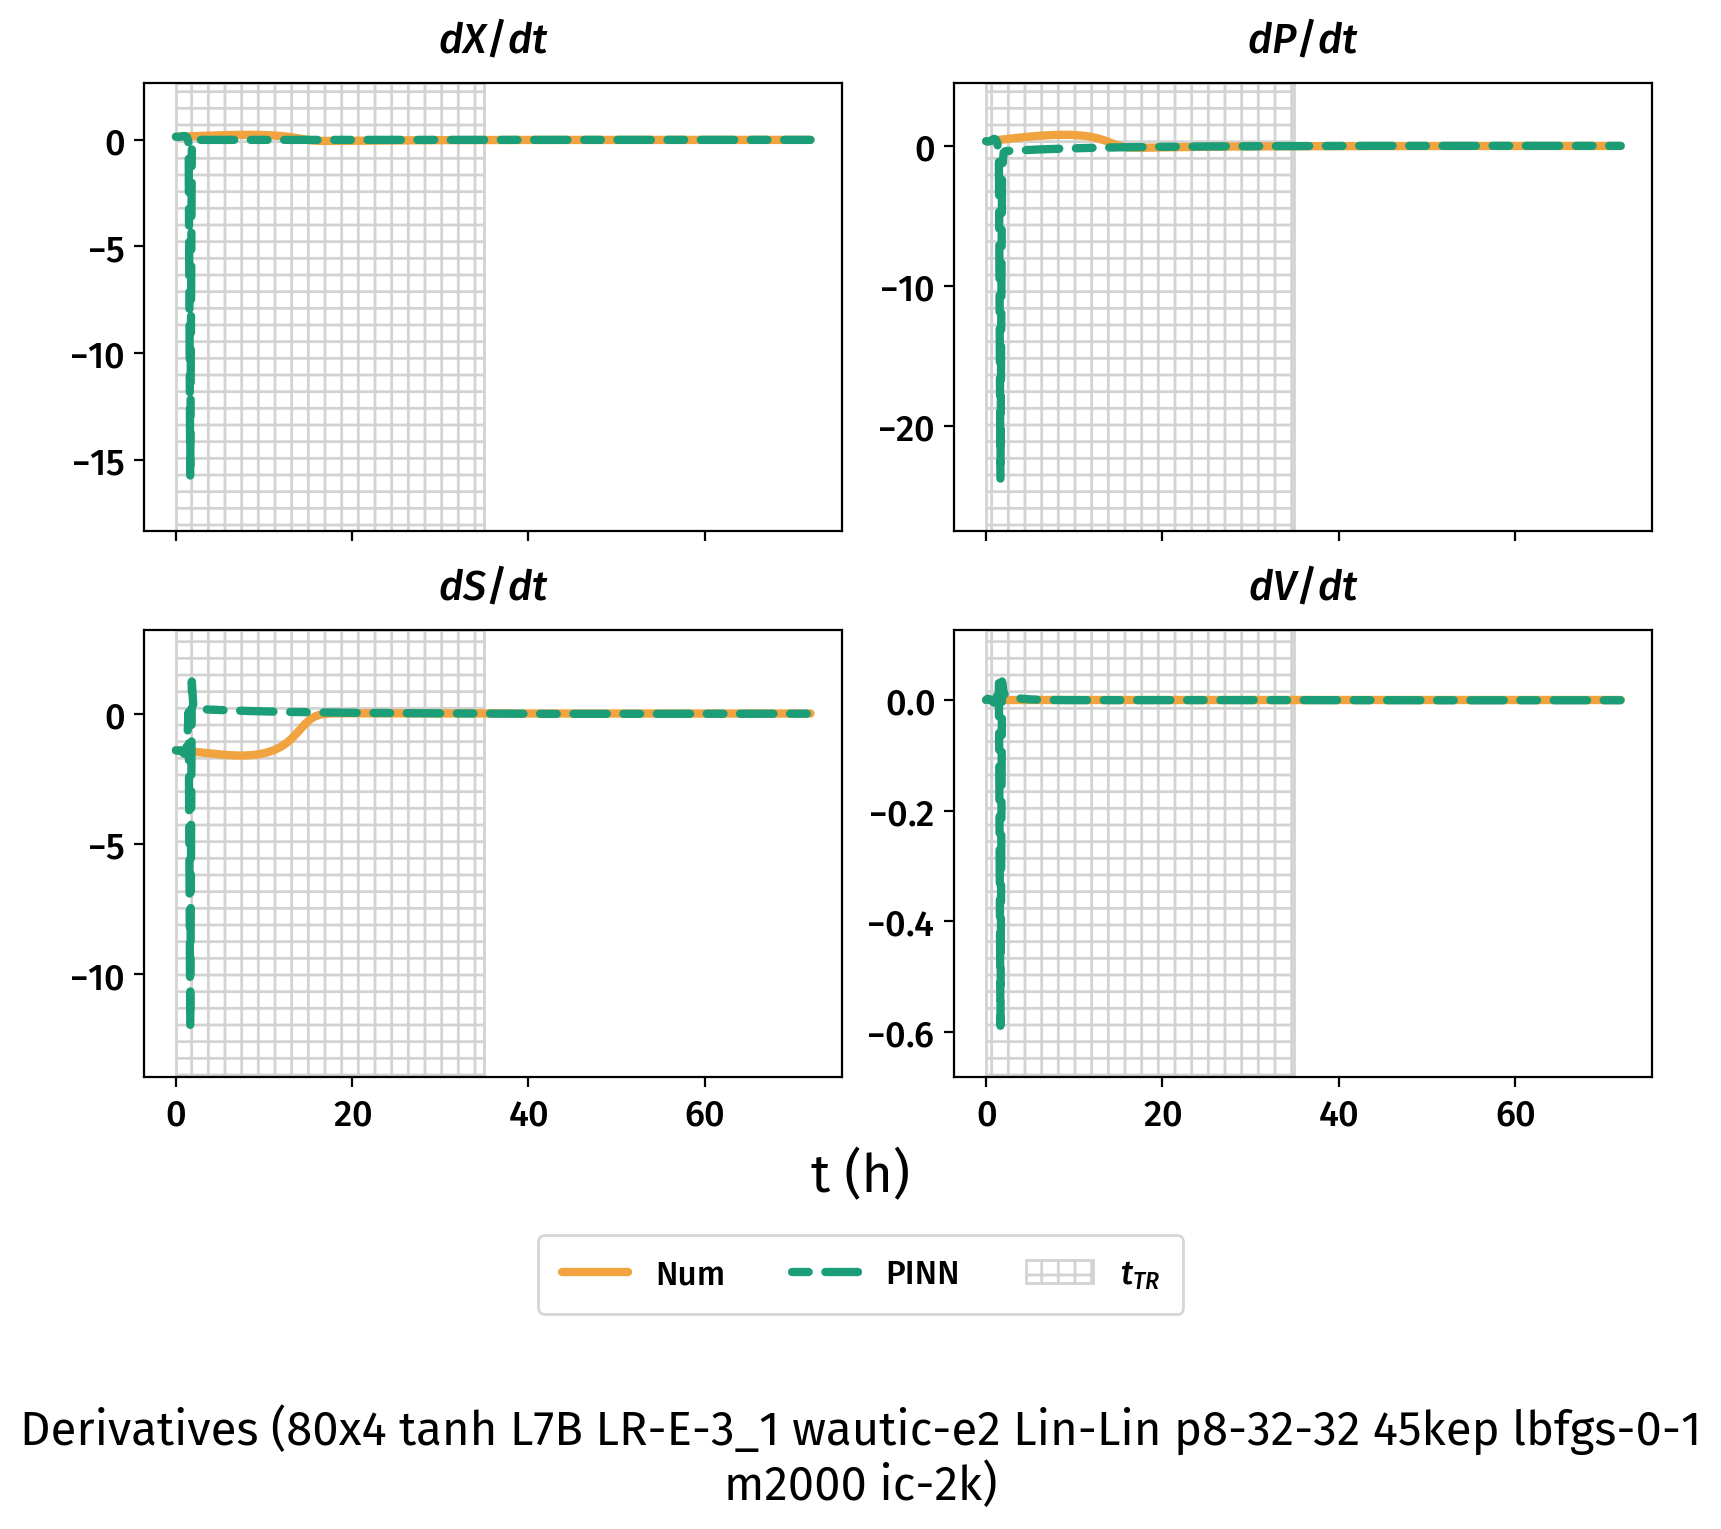 dX/dt
dP/dt
0
−5
−10
−15
0
−10
−20
dS/dt
dV/dt
0
−5
−10
0.0
−0.2
−0.4
−0.6
0 20 40 60
0 20 40 60
t (h)
Num PINN tTR
Derivatives (80x4 tanh L7B LR-E-3_1 wautic-e2 Lin-Lin p8-32-32 45kep lbfgs-0-1
m2000 ic-2k)